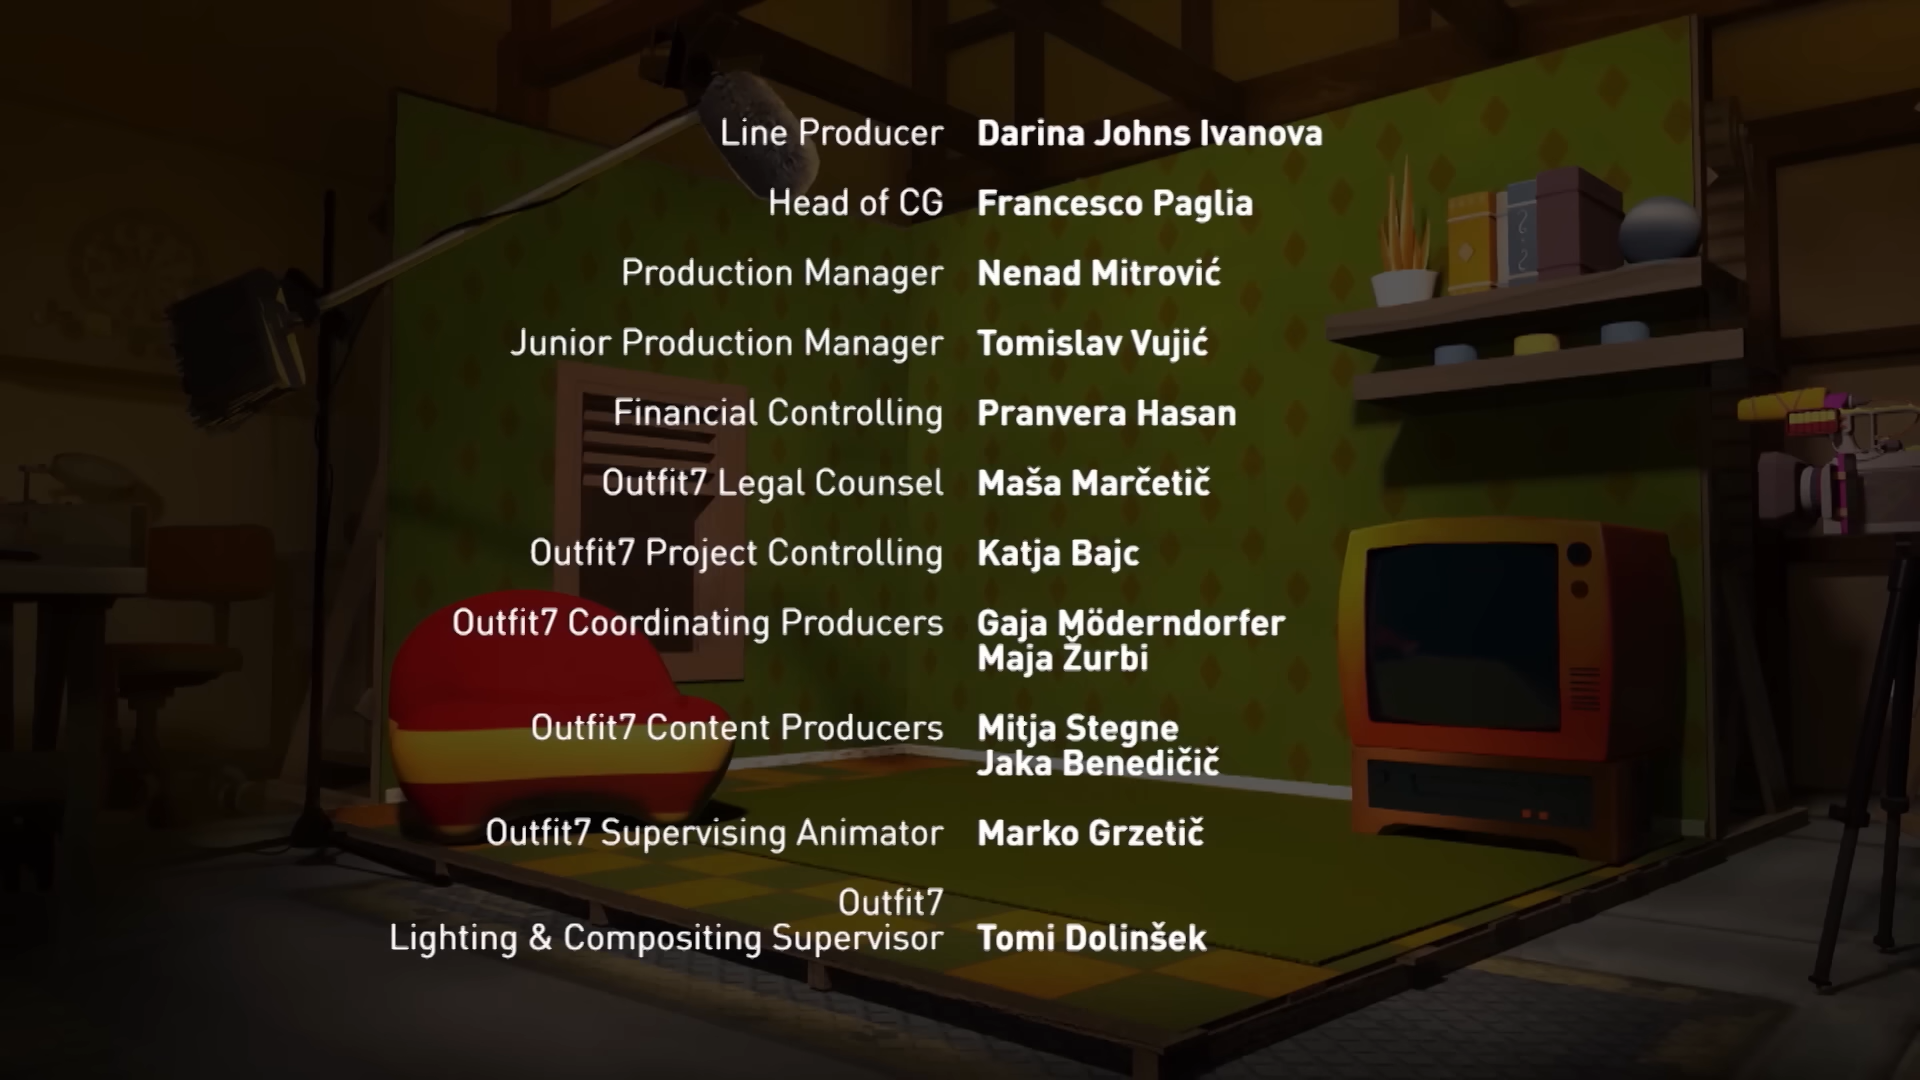 Line Producer Darina Johns Ivanova
Head of CG Francesco Paglia
Production Manager Nenad Mitrović
Junior Production Manager Tomislav Vujić
Financial Controlling Pranvera Hasan
Outfit7 Legal Counsel Maša Marčetič
Outfit7 Project Controlling Katja Bajc
Outfit7 Coordinating Producers Gaja Möderndorfer
Maja Žurbi
Outfit7 Content Producers Mitja Stegne
Jaka Benedičič
Outfit7 Supervising Animator Marko Grzetič
Outfit7
Lighting & Compositing Supervisor Tomi Dolinšek